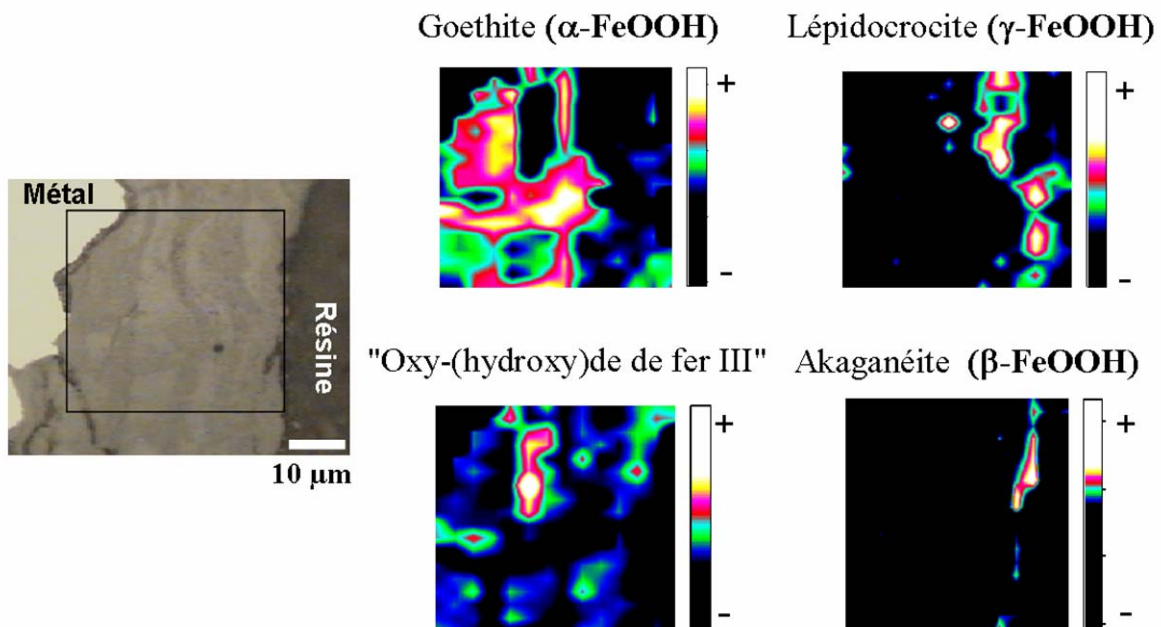 Goethite (α-FeOOH)
Lépidocrocite (γ-FeOOH)
+
-
+
-
Métal
Résine
10 µm
"Oxy-(hydroxy)de de fer III"
Akaganéite (β-FeOOH)
+
-
+
-